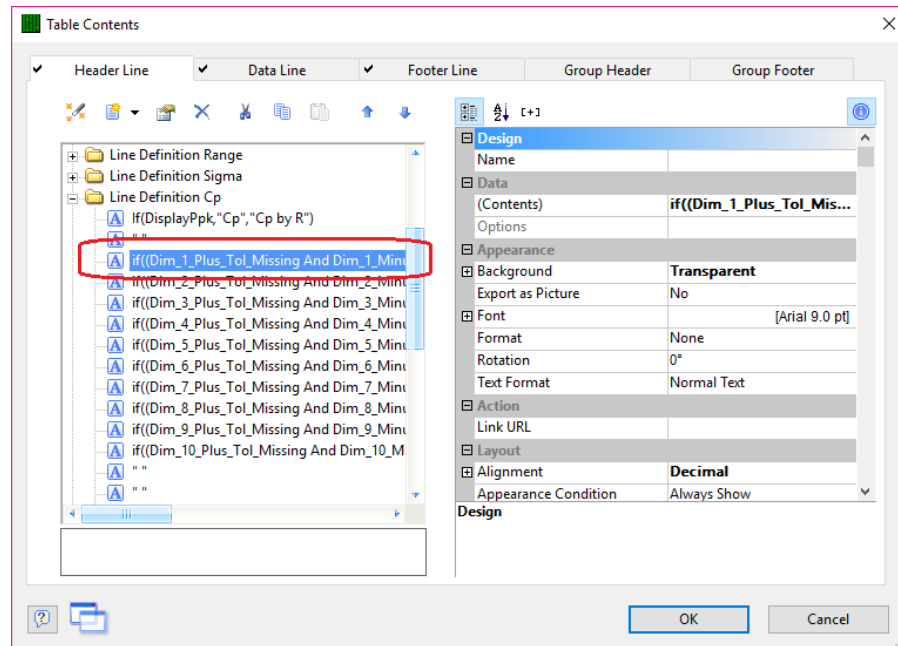 Table Contents
Header Line
Data Line
Footer Line
Group Header
Group Footer
Line Definition Range
Line Definition Sigma
Line Definition Cp
If(DisplayPpk,"Cp","Cp by R")
" "
if((Dim_1_Plus_Tol_Missing And Dim_1_Minu
if((Dim_2_Plus_Tol_Missing And Dim_2_Minu
if((Dim_3_Plus_Tol_Missing And Dim_3_Minu
if((Dim_4_Plus_Tol_Missing And Dim_4_Minu
if((Dim_5_Plus_Tol_Missing And Dim_5_Minu
if((Dim_6_Plus_Tol_Missing And Dim_6_Minu
if((Dim_7_Plus_Tol_Missing And Dim_7_Minu
if((Dim_8_Plus_Tol_Missing And Dim_8_Minu
if((Dim_9_Plus_Tol_Missing And Dim_9_Minu
if((Dim_10_Plus_Tol_Missing And Dim_10_M
" "
" "
[+]
Design
Name
Data
(Contents) if((Dim_1_Plus_Tol_Mis...
Options
Appearance
Background Transparent
Export as Picture No
Font [Arial 9.0 pt]
Format None
Rotation 0°
Text Format Normal Text
Action
Link URL
Layout
Alignment Decimal
Appearance Condition Always Show
Design
OK
Cancel